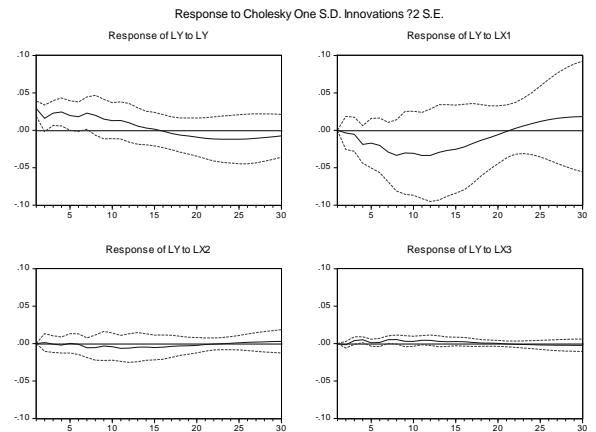 Response to Cholesky One S.D. Innovations ?2 S.E.
Response of LY to LY
.10
.05
.00
-.05
-.10
5 10 15 20 25 30
Response of LY to LX1
.10
.05
.00
-.05
-.10
5 10 15 20 25 30
Response of LY to LX2
.10
.05
.00
-.05
-.10
5 10 15 20 25 30
Response of LY to LX3
.10
.05
.00
-.05
-.10
5 10 15 20 25 30